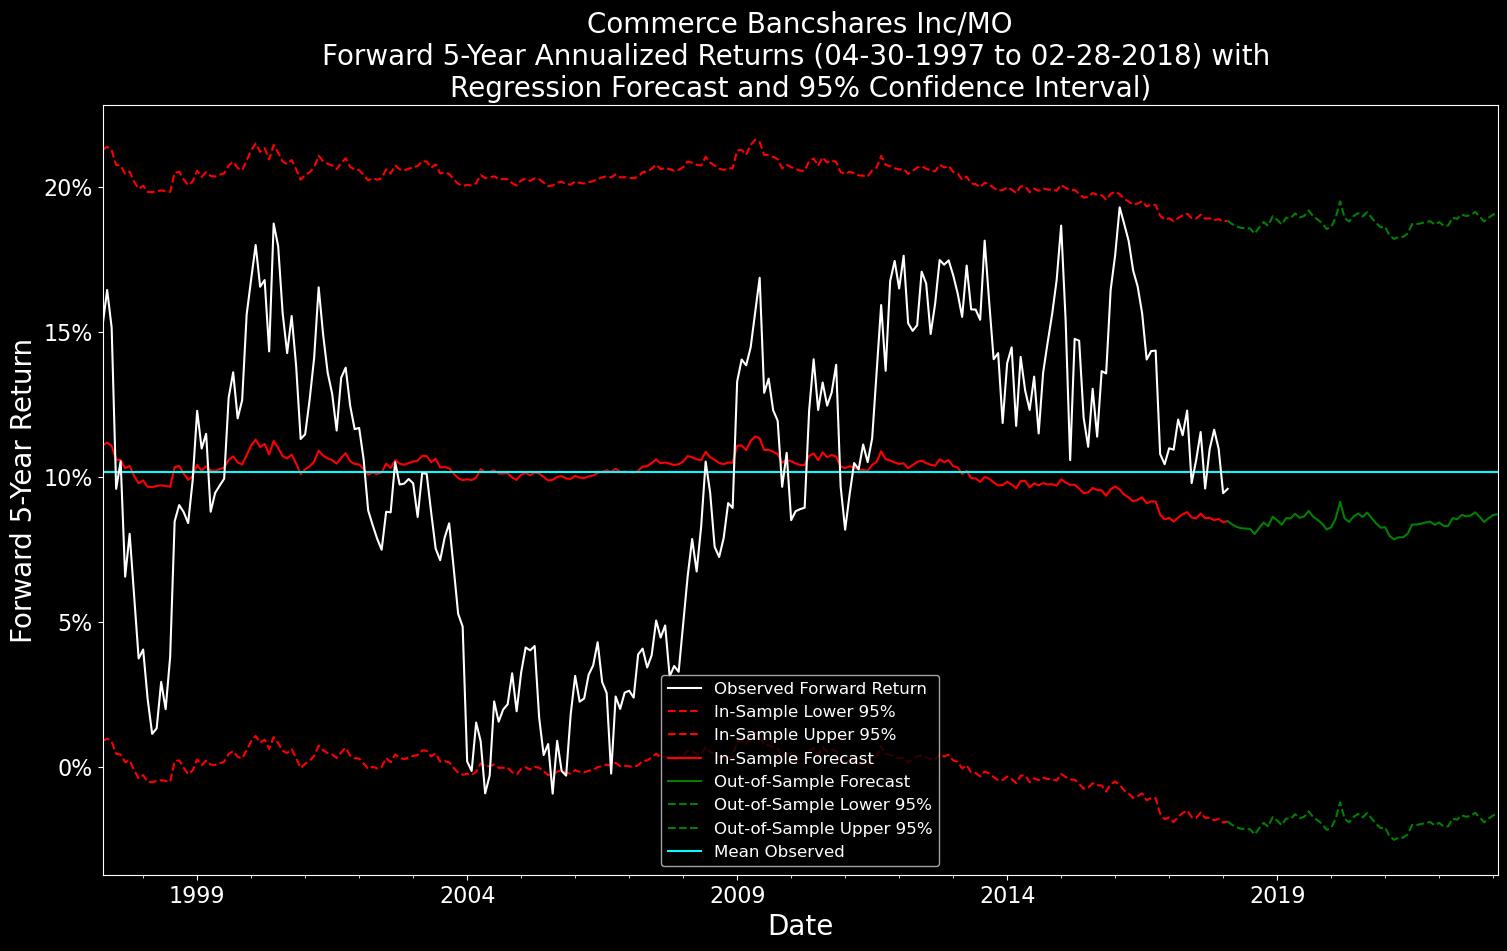 Commerce Bancshares Inc/MO
Forward 5-Year Annualized Returns (04-30-1997 to 02-28-2018) with
Regression Forecast and 95% Confidence Interval)
Forward 5-Year Return
20%
15%
10%
5%
0%
Observed Forward Return
In-Sample Lower 95%
In-Sample Upper 95%
In-Sample Forecast
Out-of-Sample Forecast
Out-of-Sample Lower 95%
Out-of-Sample Upper 95%
Mean Observed
1999 2004 2009 2014 2019
Date